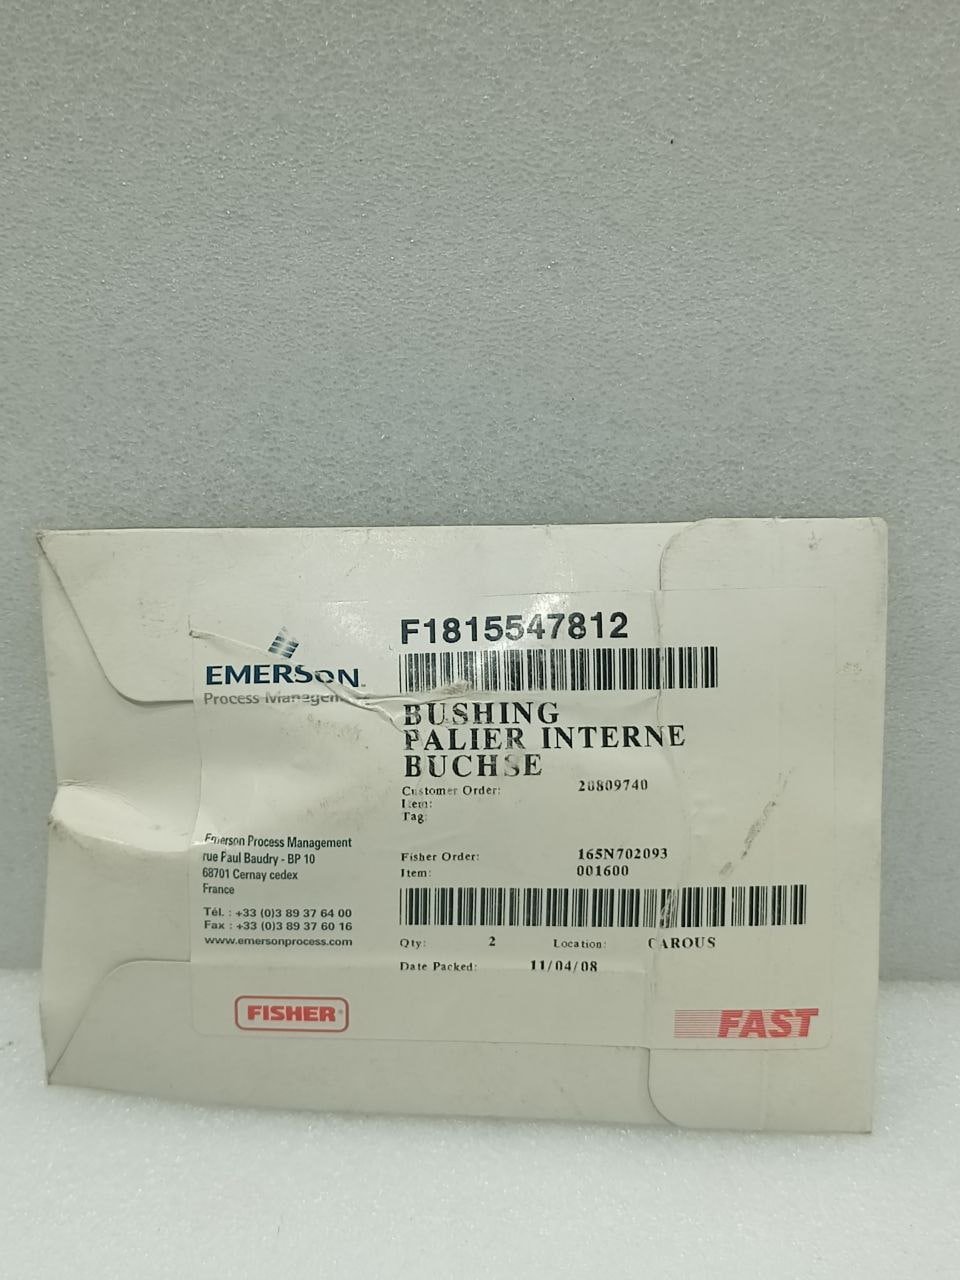 F1815547812
EMERSON
Process Management
BUSHING
PALIER INTERNE
BUCHSE
Customer Order: 20809740
Item:
Tag:
Emerson Process Management
rue Paul Baudry - BP 10
68701 Cernay cedex
France
Tél. : +33 (0)3 89 37 64 00
Fax : +33 (0)3 89 37 60 16
www.emersonprocess.com
Fisher Order: 165N702093
Item: 001600
Qty: 2 Location: CAROUS
Date Packed: 11/04/08
FISHER
FAST